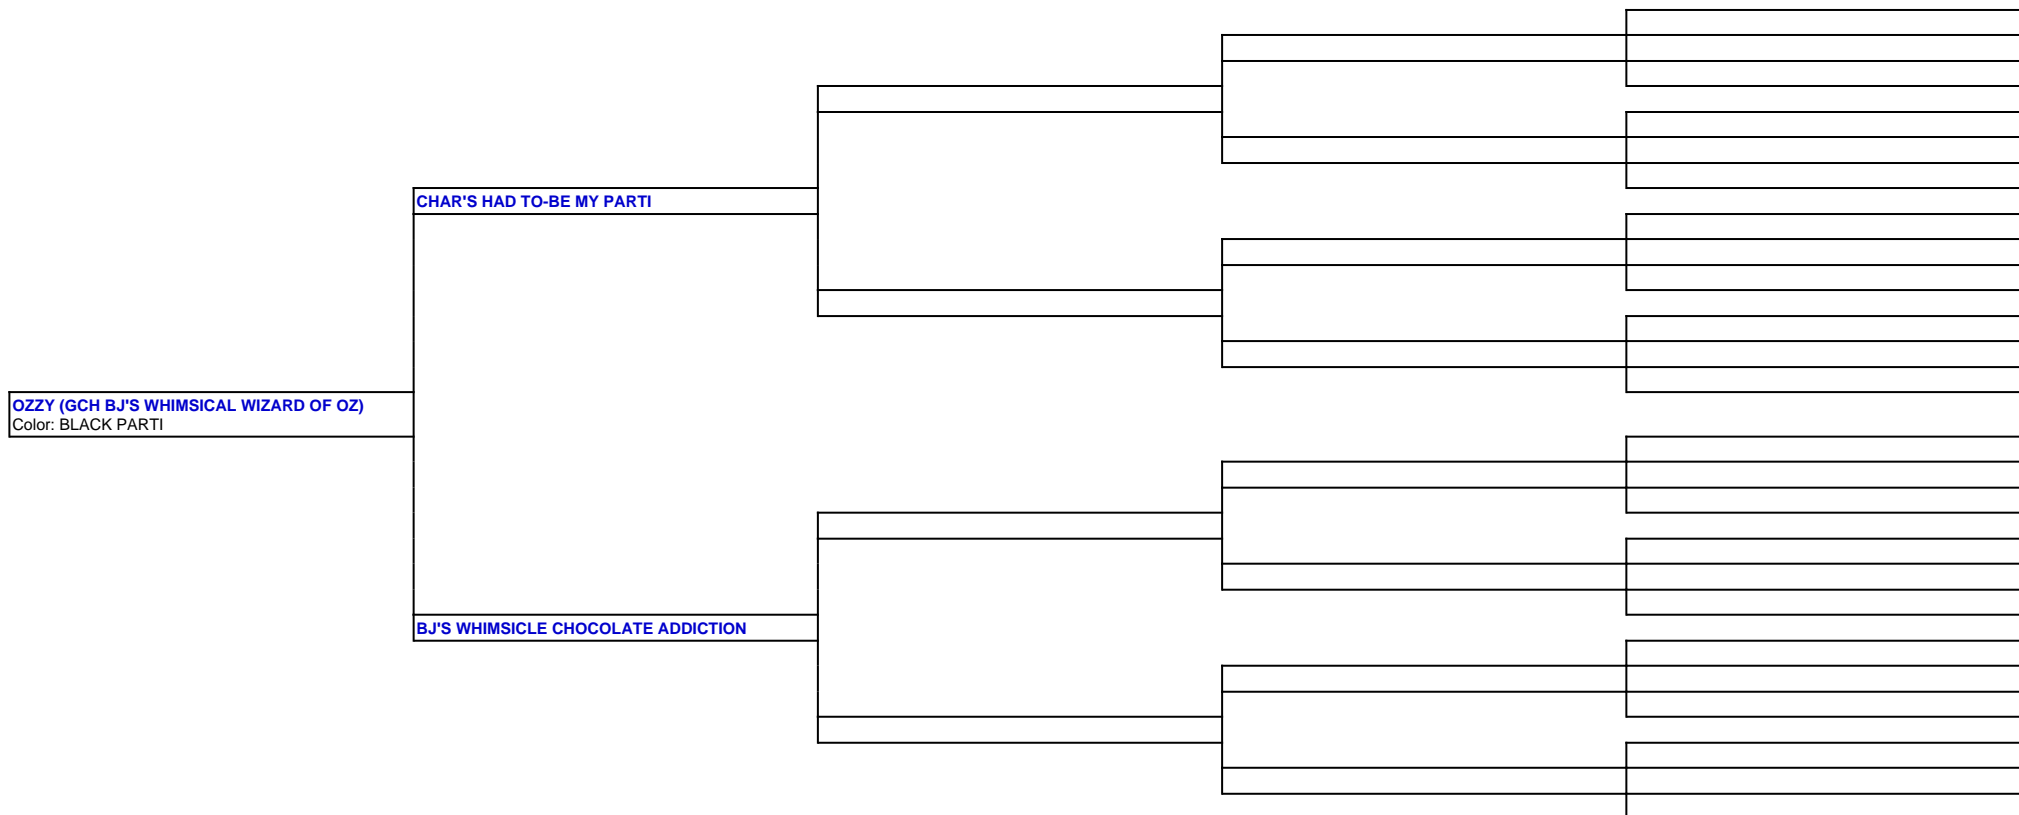 CHAR'S HAD TO-BE MY PARTI
OZZY (GCH BJ'S WHIMSICAL WIZARD OF OZ)
Color: BLACK PARTI
BJ'S WHIMSICLE CHOCOLATE ADDICTION